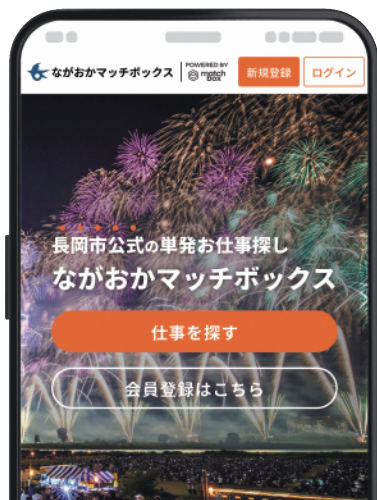 ながおかマッチボックス
POWERED BY
match
box
新規登録
ログイン
長岡市公式の単発お仕事探し
ながおかマッチボックス
仕事を探す
会員登録はこちら